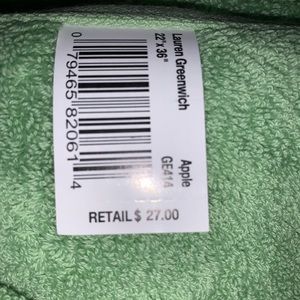 Lauren Greenwich
22"x 36"
Apple
GE414
0 79465 82061 4
RETAIL $ 27.00